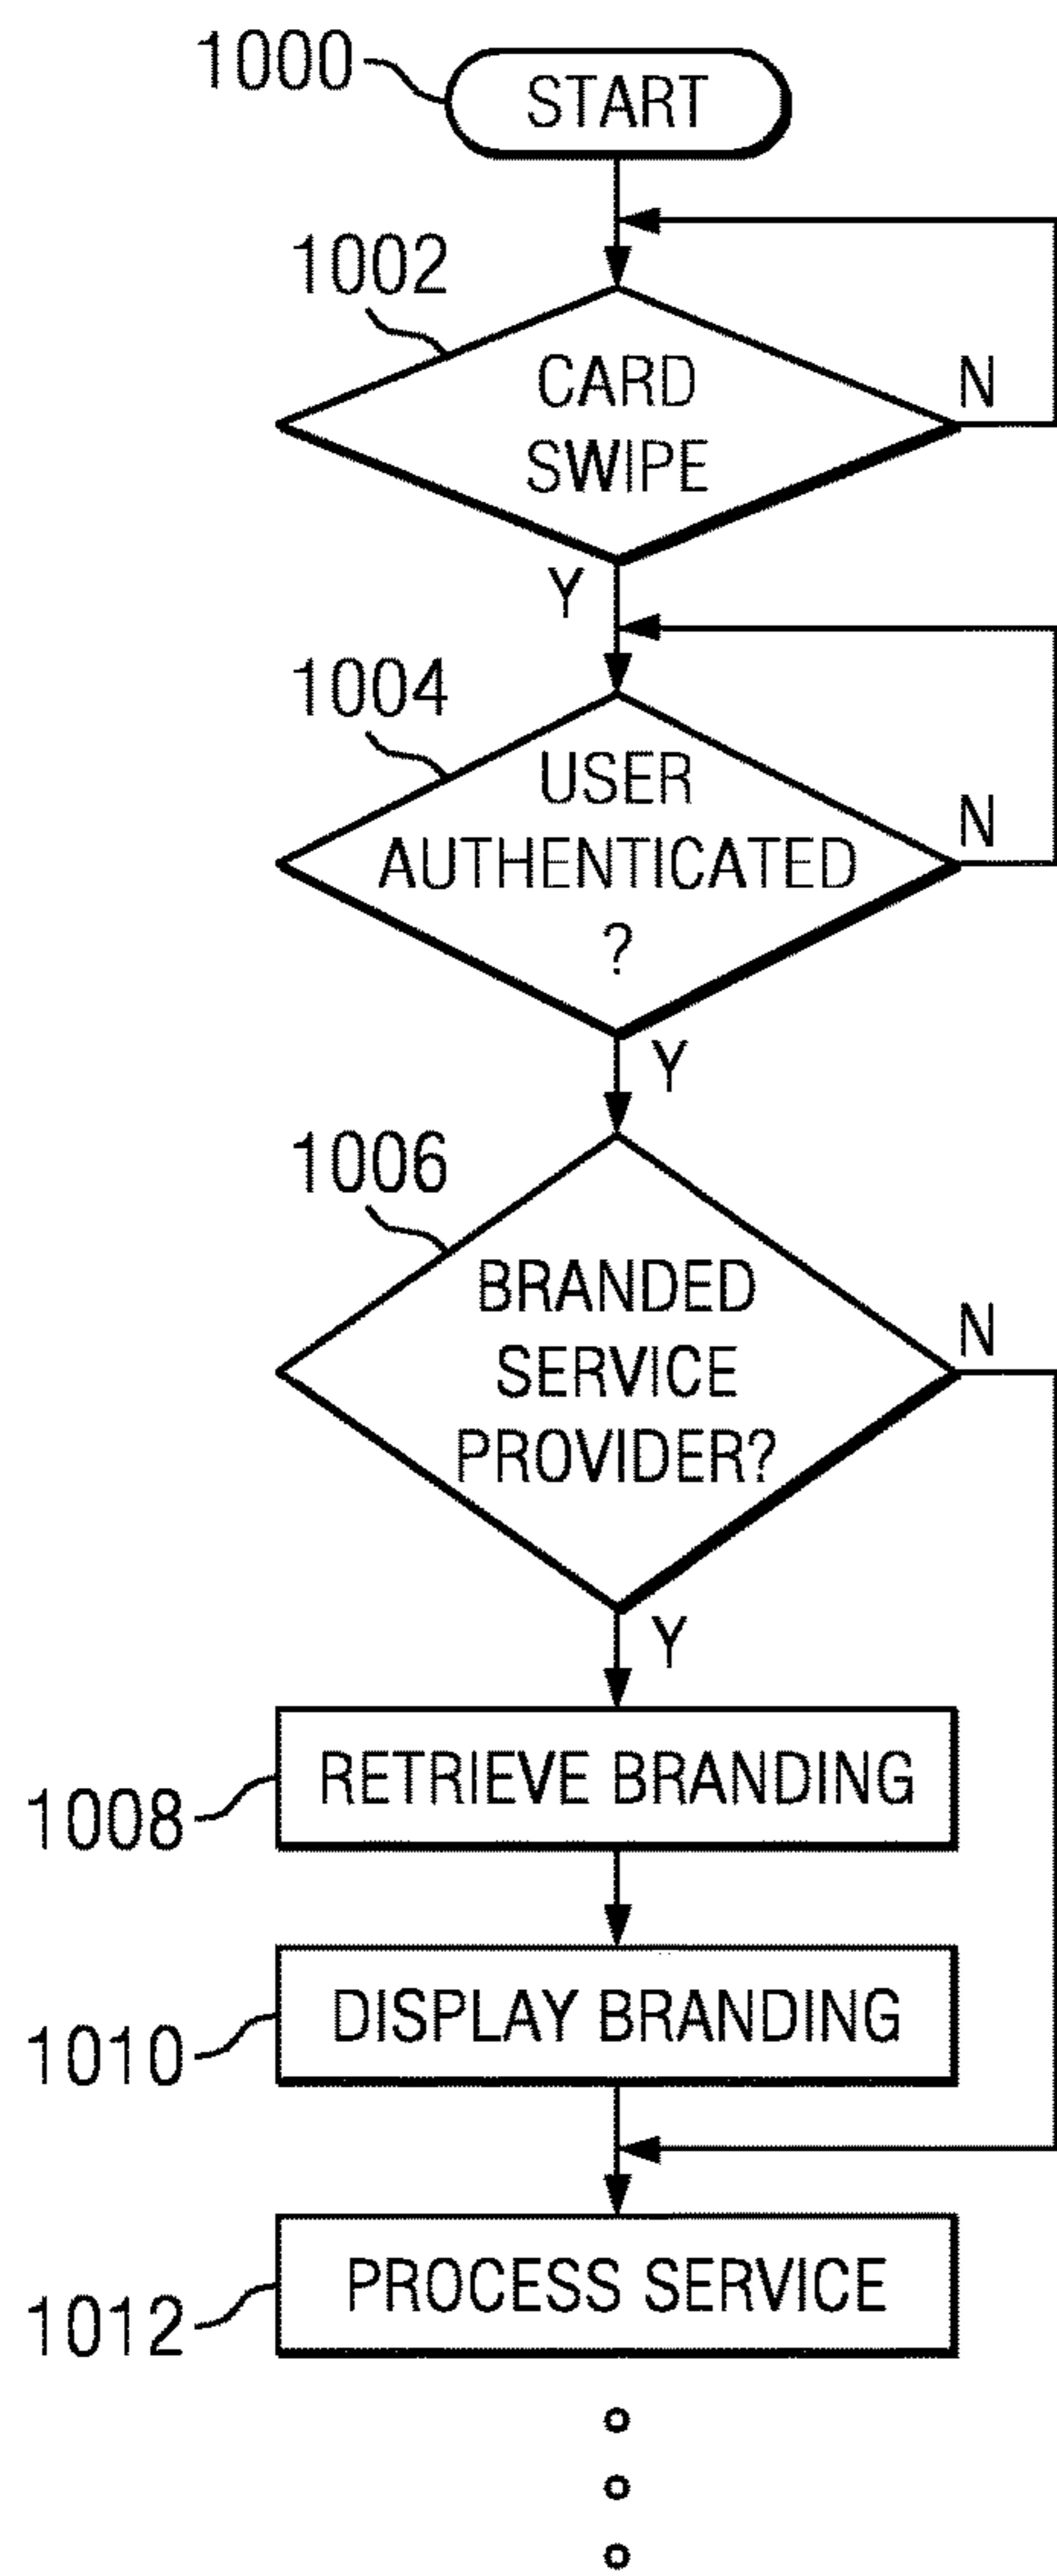 1000
START
1002
CARD
SWIPE
N
Y
1004
USER
AUTHENTICATED
?
N
Y
1006
BRANDED
SERVICE
PROVIDER?
N
Y
1008
RETRIEVE BRANDING
1010
DISPLAY BRANDING
1012
PROCESS SERVICE